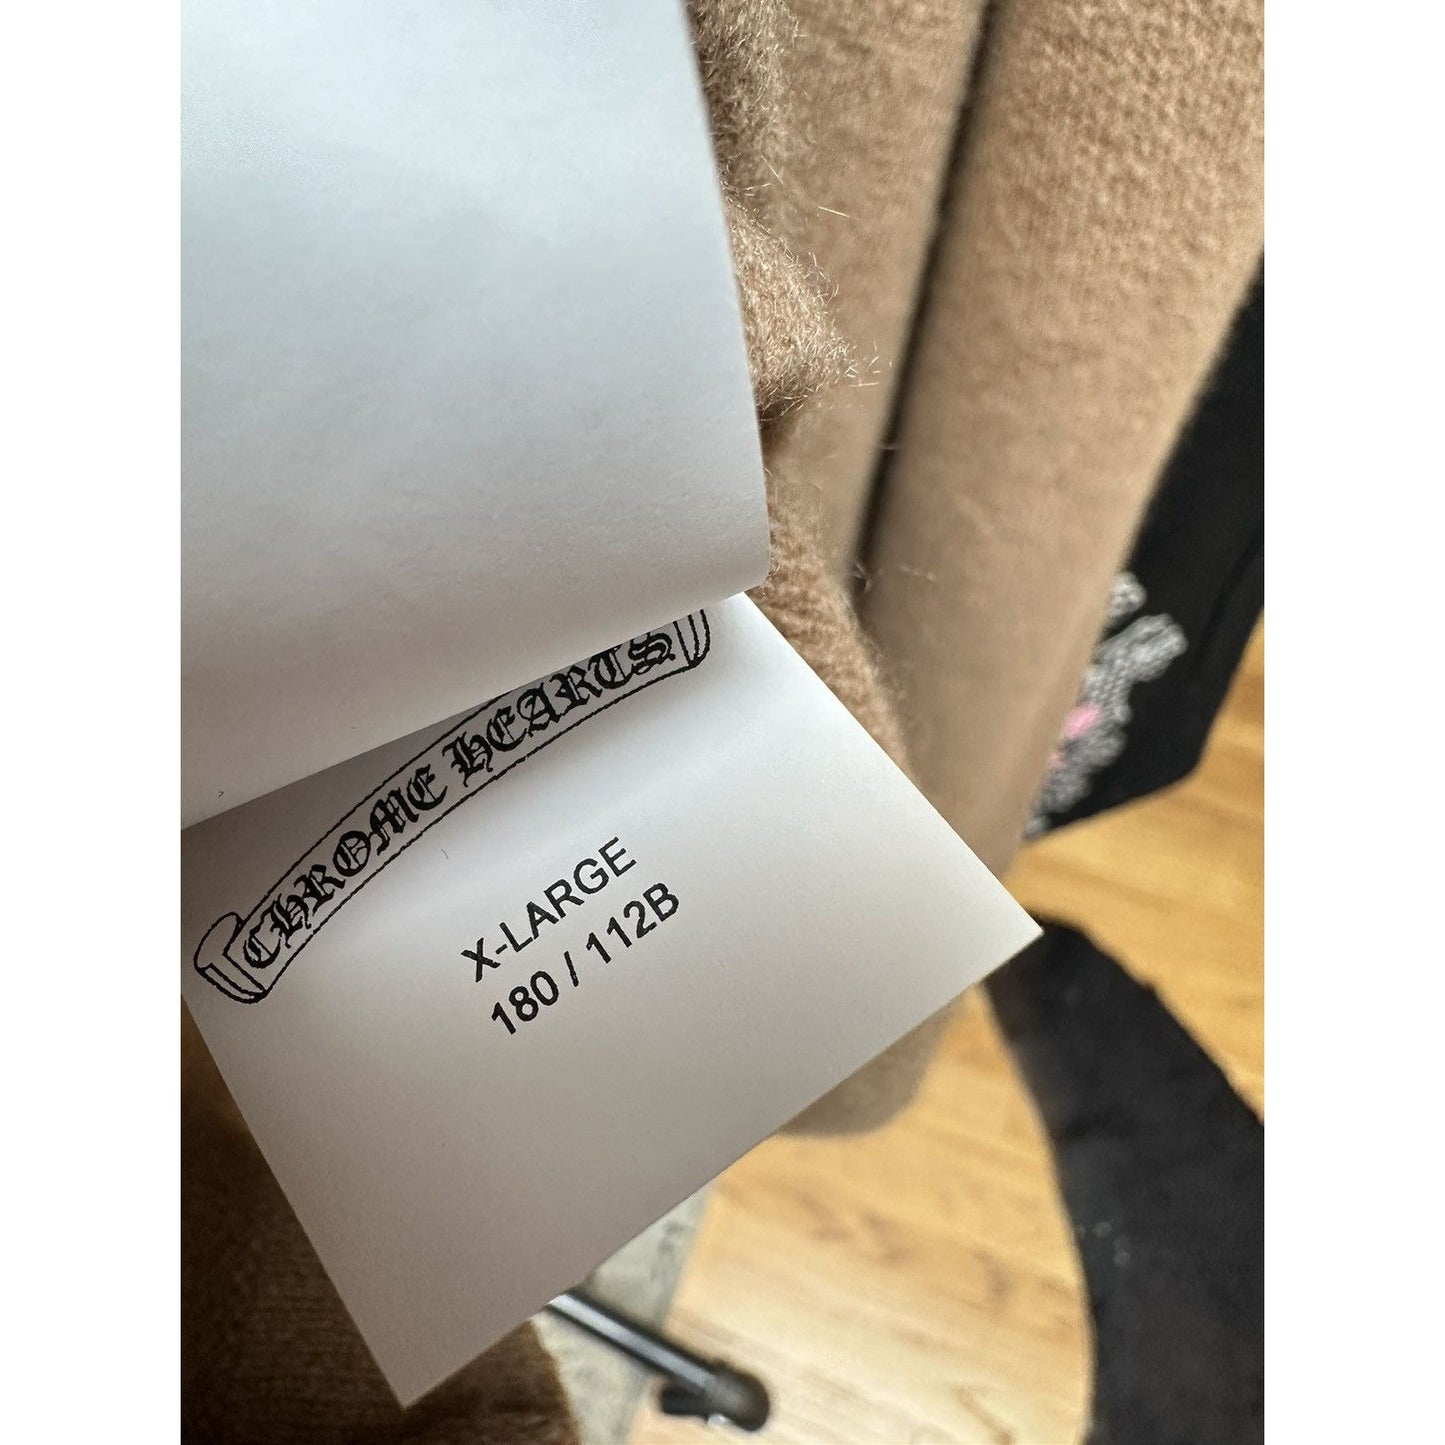 CHROME HEARTS
X-LARGE
180 / 112B